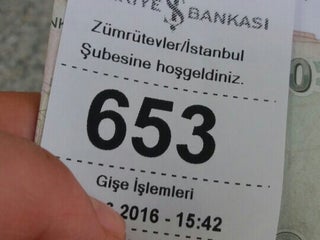 BANKASI
Zümrütevler/İstanbul
Şubesine hoşgeldiniz.
653
Gişe İşlemleri
2016 - 15:42